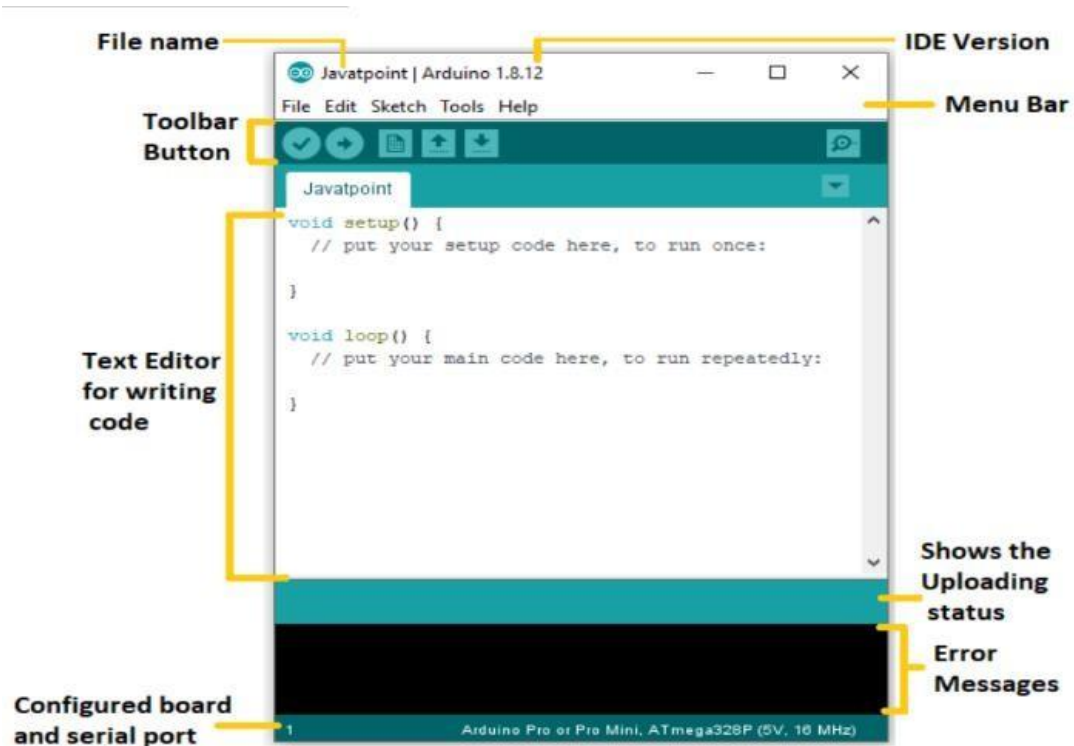 File name
IDE Version
Javatpoint | Arduino 1.8.12
File Edit Sketch Tools Help
Menu Bar
Toolbar
Button
Javatpoint
void setup() {
// put your setup code here, to run once:
}
void loop() {
// put your main code here, to run repeatedly:
}
Text Editor
for writing
code
Shows the
Uploading
status
Error
Messages
Configured board
and serial port
1
Arduino Pro or Pro Mini, ATmega328P (5V, 16 MHz)